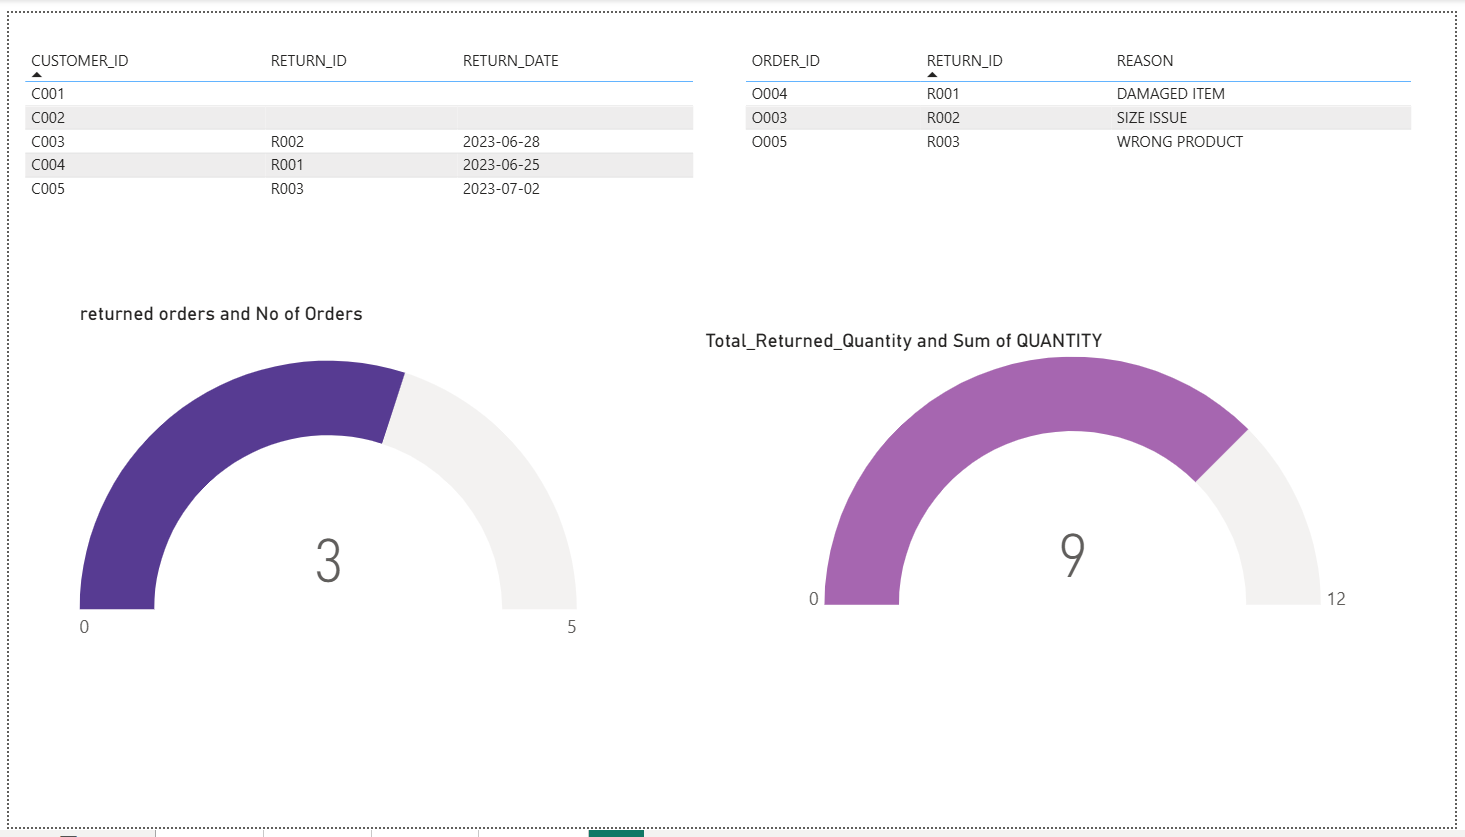 CUSTOMER_ID RETURN_ID RETURN_DATE
C001
C002
C003 R002 2023-06-28
C004 R001 2023-06-25
C005 R003 2023-07-02
ORDER_ID RETURN_ID REASON
O004 R001 DAMAGED ITEM
O003 R002 SIZE ISSUE
O005 R003 WRONG PRODUCT
returned orders and No of Orders
3
0 5
Total_Returned_Quantity and Sum of QUANTITY
9
0 12